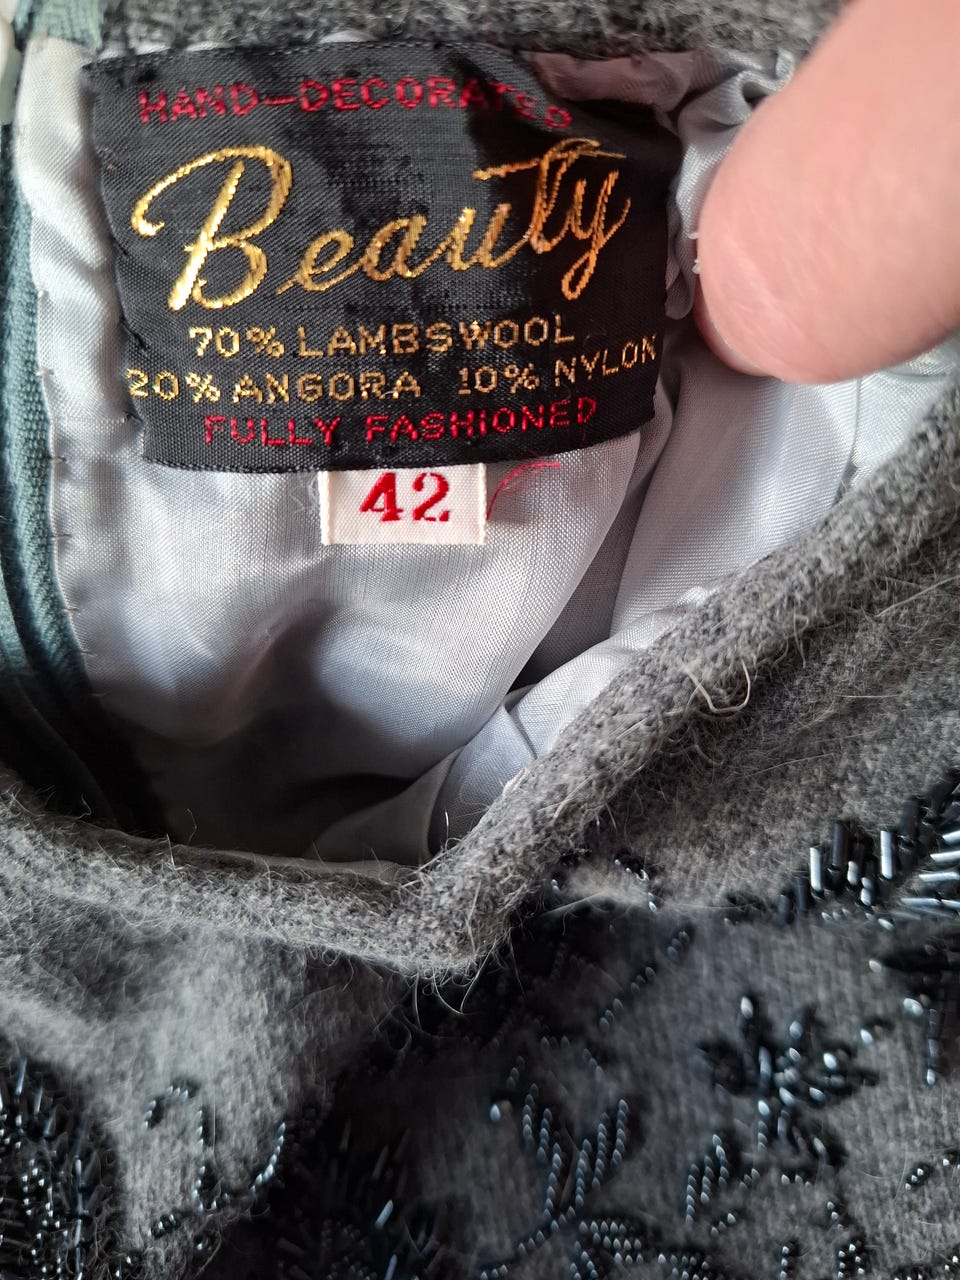 HAND-DECORATED
Beauty
70% LAMBSWOOL
20% ANGORA 10% NYLON
FULLY FASHIONED
42